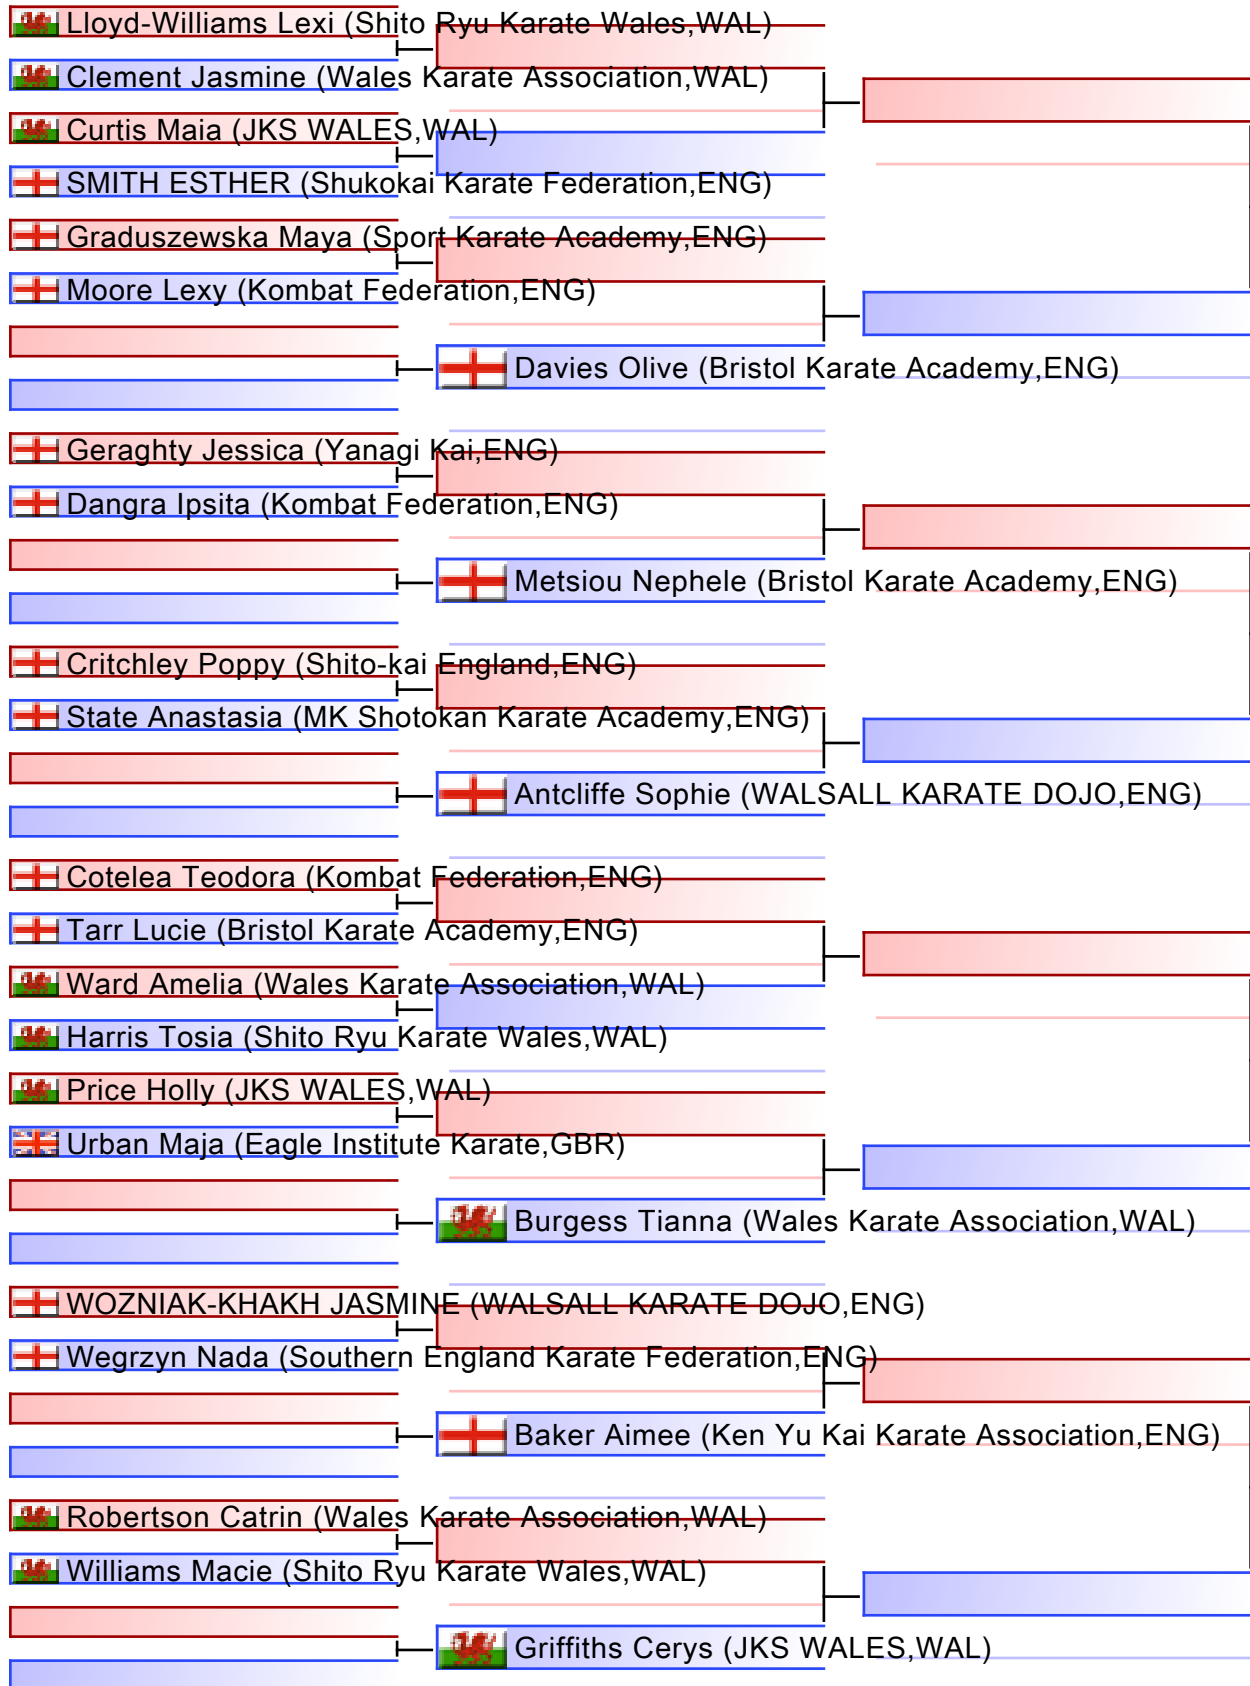 Lloyd-Williams Lexi (Shito Ryu Karate Wales,WAL)
Clement Jasmine (Wales Karate Association,WAL)
Curtis Maia (JKS WALES,WAL)
SMITH ESTHER (Shukokai Karate Federation,ENG)
Graduszewska Maya (Sport Karate Academy,ENG)
Moore Lexy (Kombat Federation,ENG)
Davies Olive (Bristol Karate Academy,ENG)
Geraghty Jessica (Yanagi Kai,ENG)
Dangra Ipsita (Kombat Federation,ENG)
Metsiou Nephele (Bristol Karate Academy,ENG)
Critchley Poppy (Shito-kai England,ENG)
State Anastasia (MK Shotokan Karate Academy,ENG)
Antcliffe Sophie (WALSALL KARATE DOJO,ENG)
Cotelea Teodora (Kombat Federation,ENG)
Tarr Lucie (Bristol Karate Academy,ENG)
Ward Amelia (Wales Karate Association,WAL)
Harris Tosia (Shito Ryu Karate Wales,WAL)
Price Holly (JKS WALES,WAL)
Urban Maja (Eagle Institute Karate,GBR)
Burgess Tianna (Wales Karate Association,WAL)
WOZNIAK-KHAKH JASMINE (WALSALL KARATE DOJO,ENG)
Wegrzyn Nada (Southern England Karate Federation,ENG)
Baker Aimee (Ken Yu Kai Karate Association,ENG)
Robertson Catrin (Wales Karate Association,WAL)
Williams Macie (Shito Ryu Karate Wales,WAL)
Griffiths Cerys (JKS WALES,WAL)